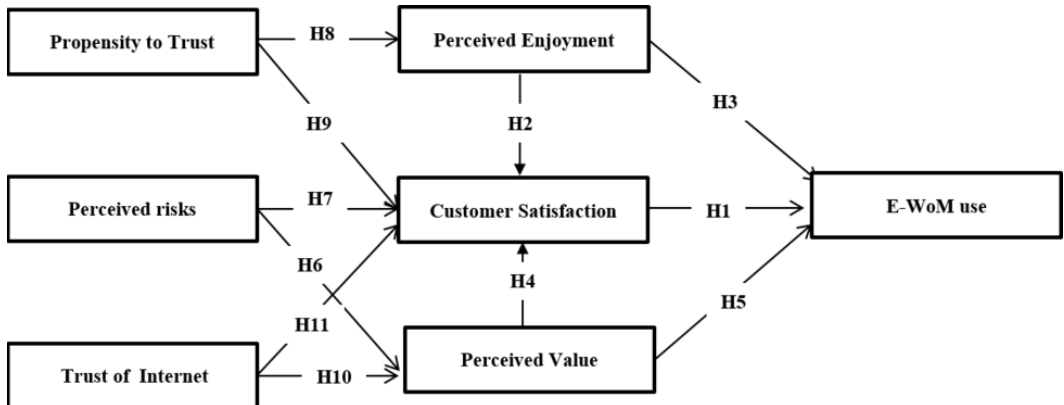 Propensity to Trust
H8
Perceived Enjoyment
H3
H9
H2
Perceived risks
H7
Customer Satisfaction
H1
E-WoM use
H6
H4
H5
H11
Trust of Internet
H10
Perceived Value